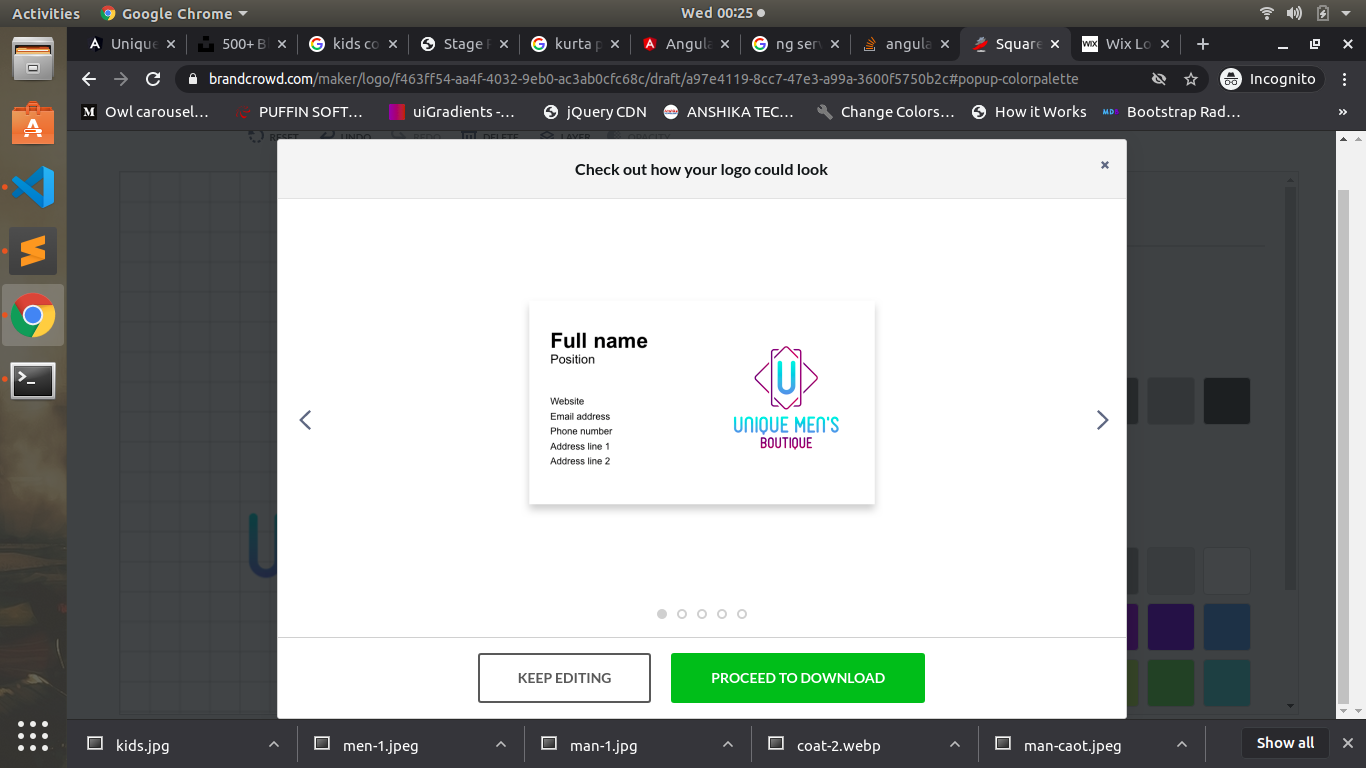 Activities
Google Chrome
Wed 00:25
Unique
500+ B
kids co
Stage
kurta p
Angula
ng serv
angula
Square
Wix Lo
brandcrowd.com/maker/logo/f463ff54-aa4f-4032-9eb0-ac3ab0cfc68c/draft/a97e4119-8cc7-47e3-a99a-3600f5750b2c#popup-colorpalette
Incognito
Owl carousel...
PUFFIN SOFT...
uiGradients -...
jQuery CDN
ANSHIKA TEC...
Change Colors...
How it Works
Bootstrap Rad...
»
RESET
UNDO
REDO
DELETE
LAYER
OPACITY
Check out how your logo could look
Full name
Position
Website
Email address
Phone number
Address line 1
Address line 2
U
UNIQUE MEN'S
BOUTIQUE
KEEP EDITING
PROCEED TO DOWNLOAD
kids.jpg
men-1.jpeg
man-1.jpg
coat-2.webp
man-caot.jpeg
Show all